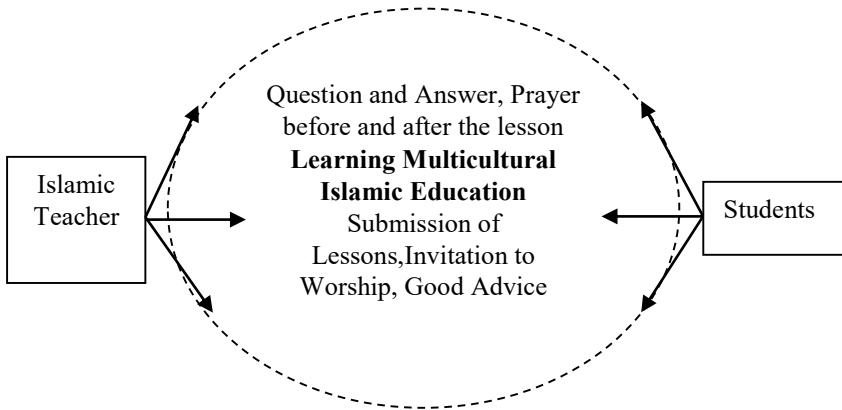 Islamic
Teacher
Question and Answer, Prayer
before and after the lesson
Learning Multicultural
Islamic Education
Submission of
Lessons,Invitation to
Worship, Good Advice
Students